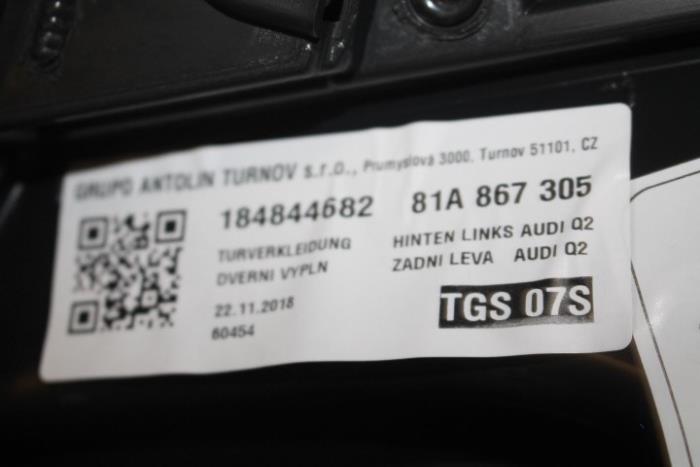 GRUPO ANTOLIN TURNOV s.r.o., Prumyslova 3000, Turnov 51101, CZ
184844682 81A 867 305
TURVERKLEIDUNG HINTEN LINKS AUDI Q2
DVERNI VYPLN ZADNI LEVA AUDI Q2
22.11.2018
60454
TGS 07S